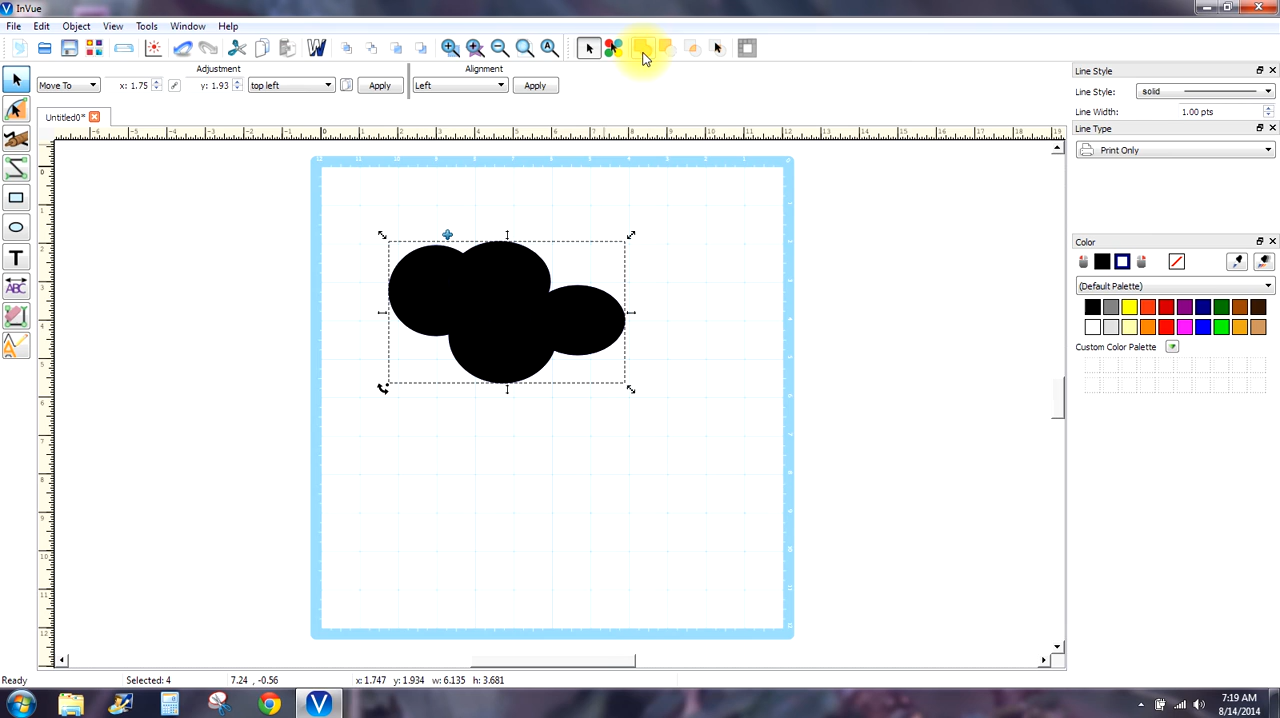 InVue
File Edit Object View Tools Window Help
Adjustment Alignment
Move To x: 1.75 y: 1.93 top left Apply Left Apply
Untitled0*
Line Style
Line Style: solid
Line Width: 1.00 pts
Line Type
Print Only
Color
(Default Palette)
Custom Color Palette
T
ABC
Ready Selected: 4 7.24 , -0.56 x: 1.747 y: 1.934 w: 6.135 h: 3.681
7:19 AM
8/14/2014